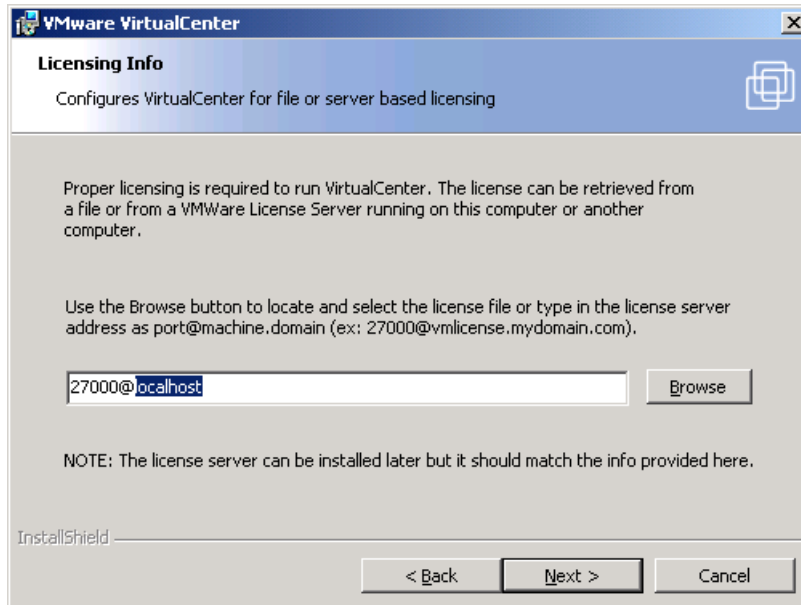 VMware VirtualCenter
Licensing Info
Configures VirtualCenter for file or server based licensing
Proper licensing is required to run VirtualCenter. The license can be retrieved from
a file or from a VMWare License Server running on this computer or another
computer.
Use the Browse button to locate and select the license file or type in the license server
address as port@machine.domain (ex: 27000@vmlicense.mydomain.com).
27000@localhost
Browse
NOTE: The license server can be installed later but it should match the info provided here.
InstallShield
< Back
Next >
Cancel